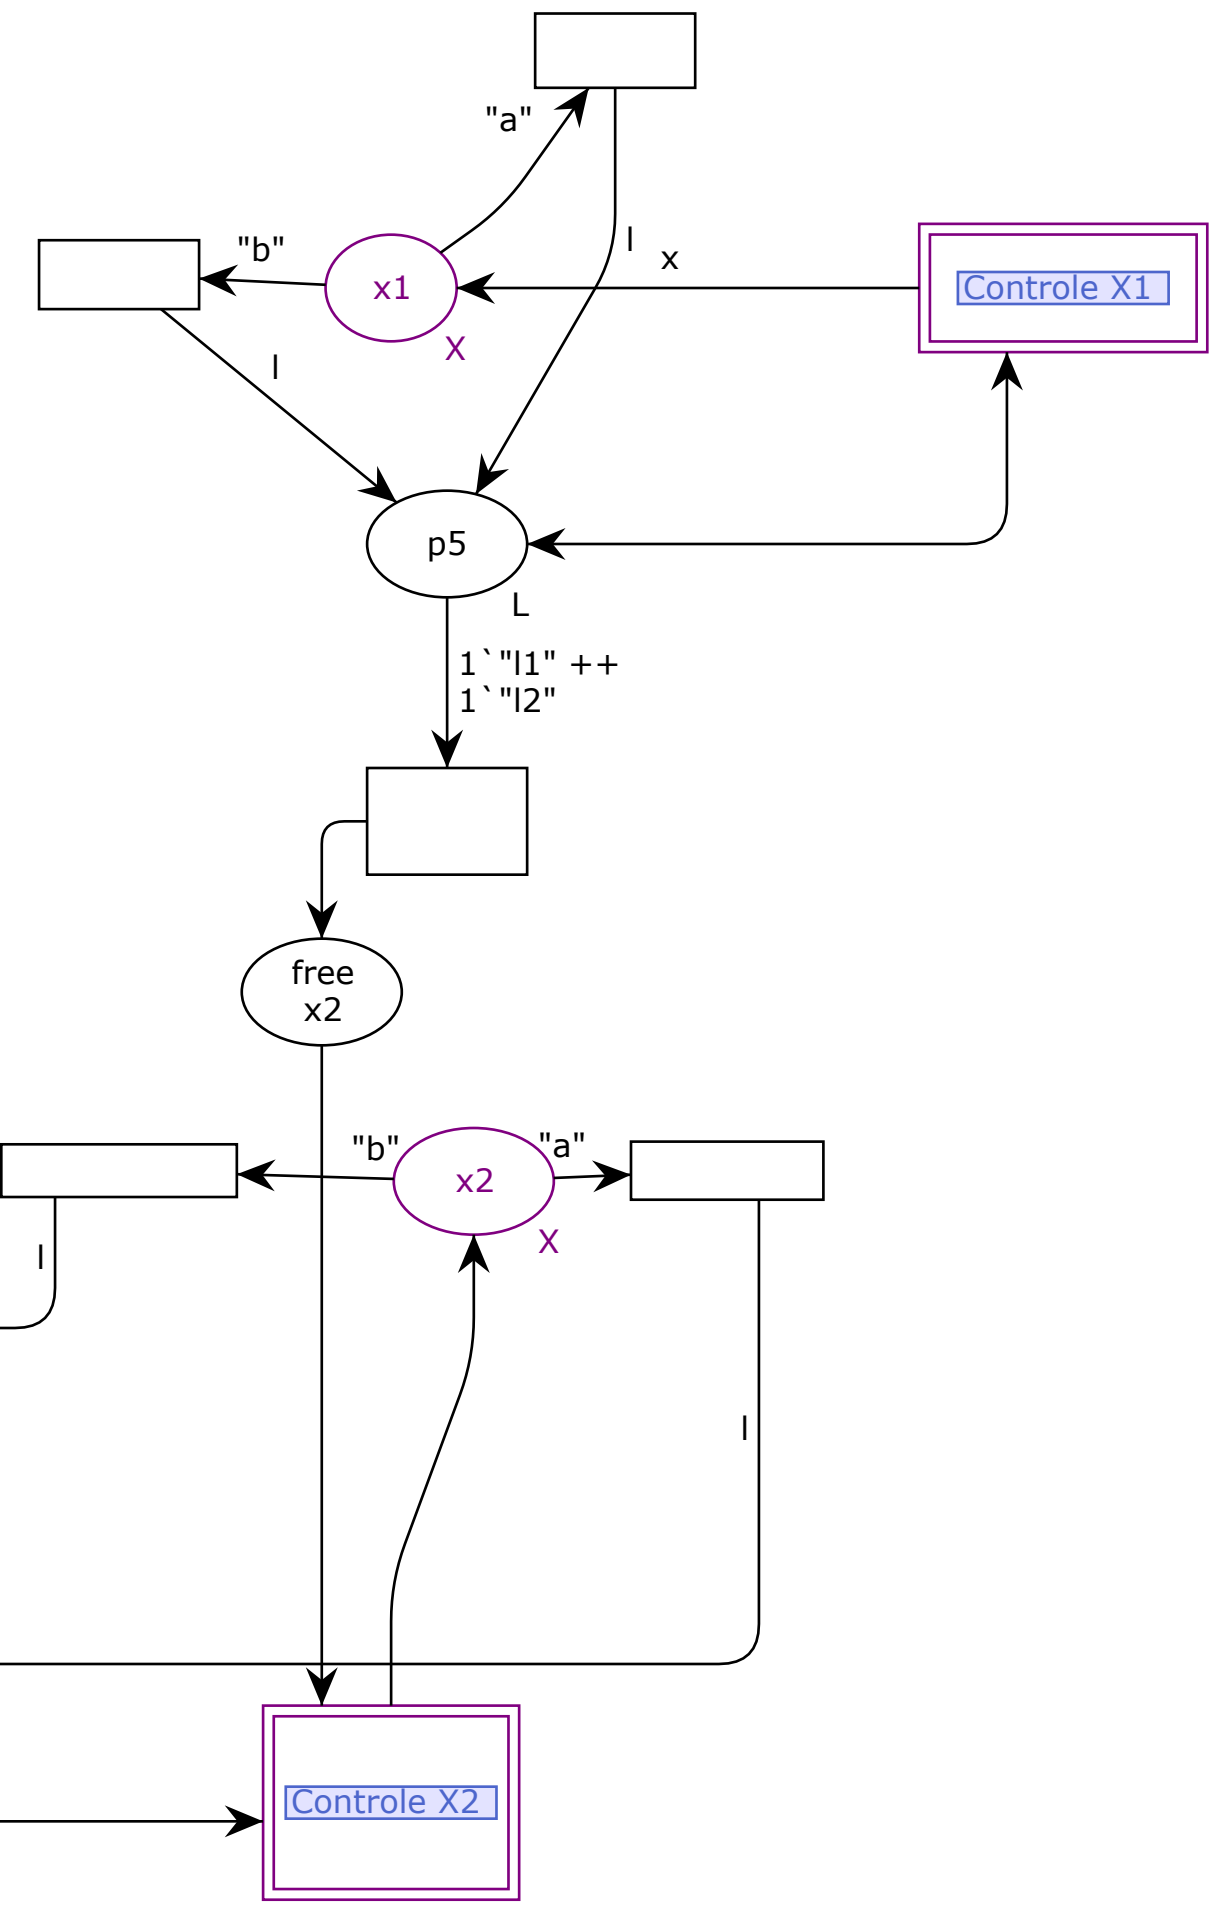 "a"
"b"
l
x
x1
Controle X1
X
l
p5
L
1`"l1" ++
1`"l2"
free
x2
"b"
"a"
x2
X
l
l
Controle X2